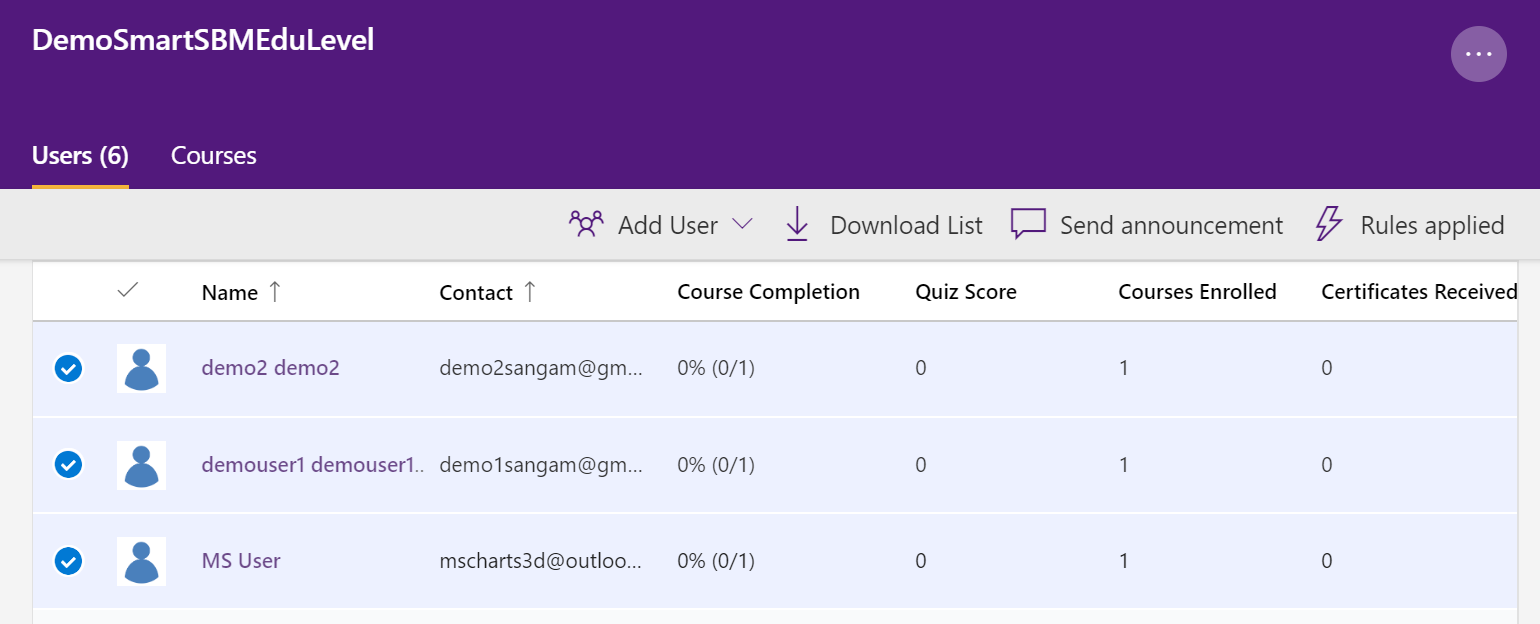 DemoSmartSBMEduLevel
Users (6) Courses
Add User Download List Send announcement Rules applied
Name ↑ Contact ↑ Course Completion Quiz Score Courses Enrolled Certificates Received
demo2 demo2 demo2sangam@gm... 0% (0/1) 0 1 0
demouser1 demouser1.. demo1sangam@gm... 0% (0/1) 0 1 0
MS User mscharts3d@outloo... 0% (0/1) 0 1 0